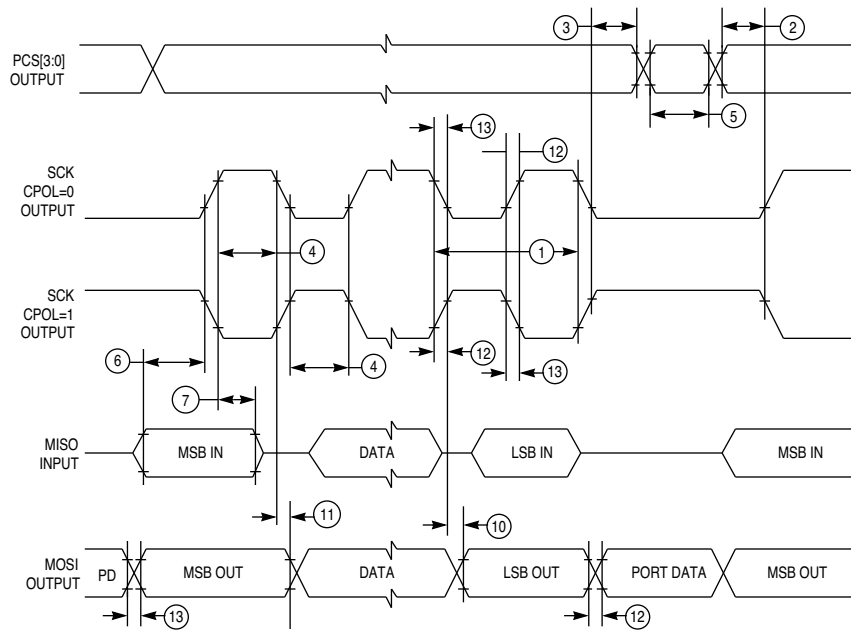 3
2
PCS[3:0]
OUTPUT
5
13
12
SCK
CPOL=0
OUTPUT
4
1
SCK
CPOL=1
OUTPUT
6
4
12
13
7
MISO
INPUT
MSB IN
DATA
LSB IN
MSB IN
11
10
MOSI
OUTPUT
PD
MSB OUT
DATA
LSB OUT
PORT DATA
MSB OUT
13
12